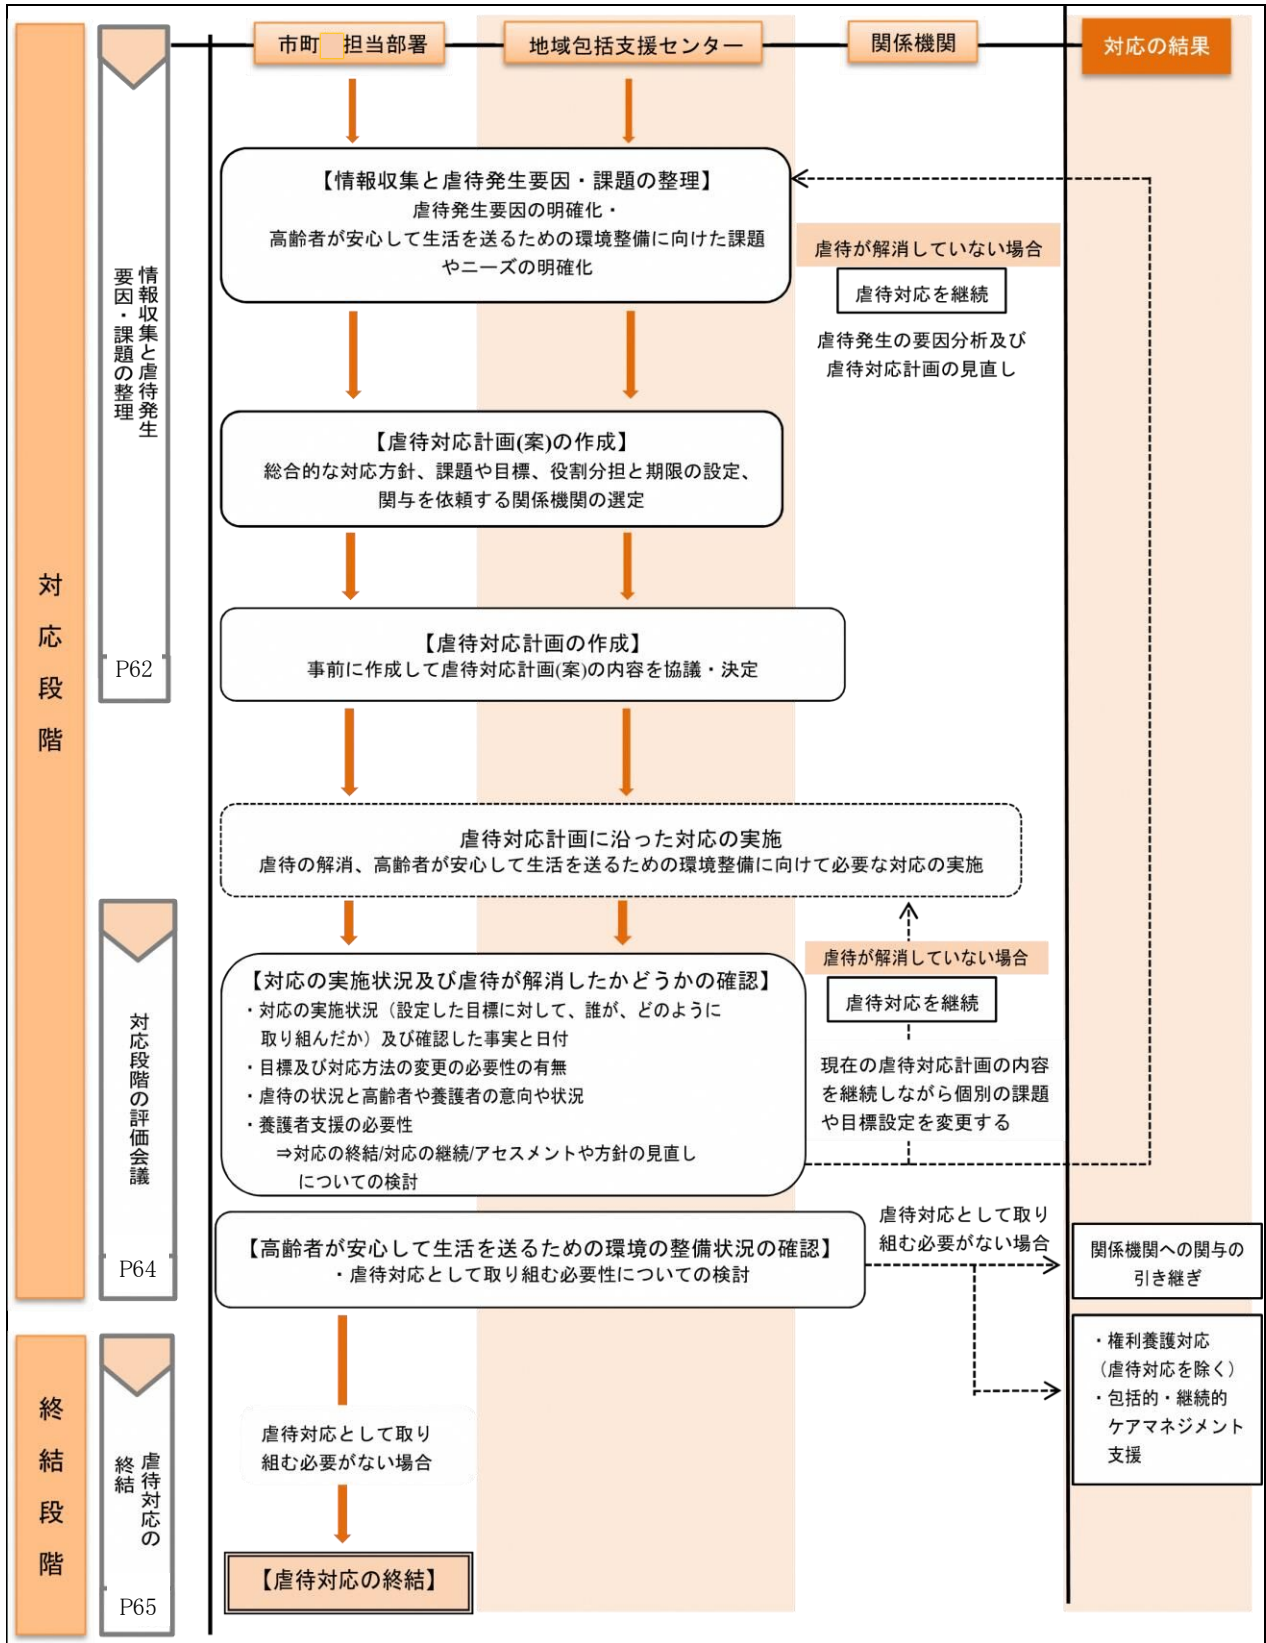 市町 担当部署
地域包括支援センター
関係機関
対応の結果
対応段階
情報収集と虐待発生
要因・課題の整理
P62
【情報収集と虐待発生要因・課題の整理】
虐待発生要因の明確化・
高齢者が安心して生活を送るための環境整備に向けた課題
やニーズの明確化
虐待が解消していない場合
虐待対応を継続
虐待発生の要因分析及び
虐待対応計画の見直し
【虐待対応計画(案)の作成】
総合的な対応方針、課題や目標、役割分担と期限の設定、
関与を依頼する関係機関の選定
【虐待対応計画の作成】
事前に作成して虐待対応計画(案)の内容を協議・決定
虐待対応計画に沿った対応の実施
虐待の解消、高齢者が安心して生活を送るための環境整備に向けて必要な対応の実施
対応段階の評価会議
P64
【対応の実施状況及び虐待が解消したかどうかの確認】
・対応の実施状況（設定した目標に対して、誰が、どのように
取り組んだか）及び確認した事実と日付
・目標及び対応方法の変更の必要性の有無
・虐待の状況と高齢者や養護者の意向や状況
・養護者支援の必要性
⇒対応の終結/対応の継続/アセスメントや方針の見直し
についての検討
虐待が解消していない場合
虐待対応を継続
現在の虐待対応計画の内容
を継続しながら個別の課題
や目標設定を変更する
【高齢者が安心して生活を送るための環境の整備状況の確認】
・虐待対応として取り組む必要性についての検討
虐待対応として取り
組む必要がない場合
関係機関への関与の
引き継ぎ
・権利養護対応
（虐待対応を除く）
・包括的・継続的
ケアマネジメント
支援
終結段階
虐待対応の
終結
P65
虐待対応として取り
組む必要がない場合
【虐待対応の終結】